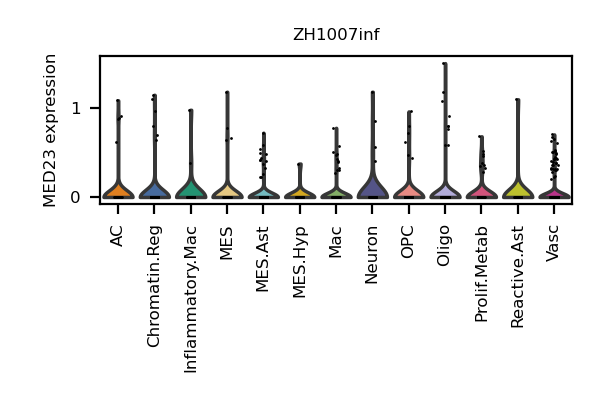 ZH1007inf
MED23 expression
1
0
AC
Chromatin.Reg
Inflammatory.Mac
MES
MES.Ast
MES.Hyp
Mac
Neuron
OPC
Oligo
Prolif.Metab
Reactive.Ast
Vasc